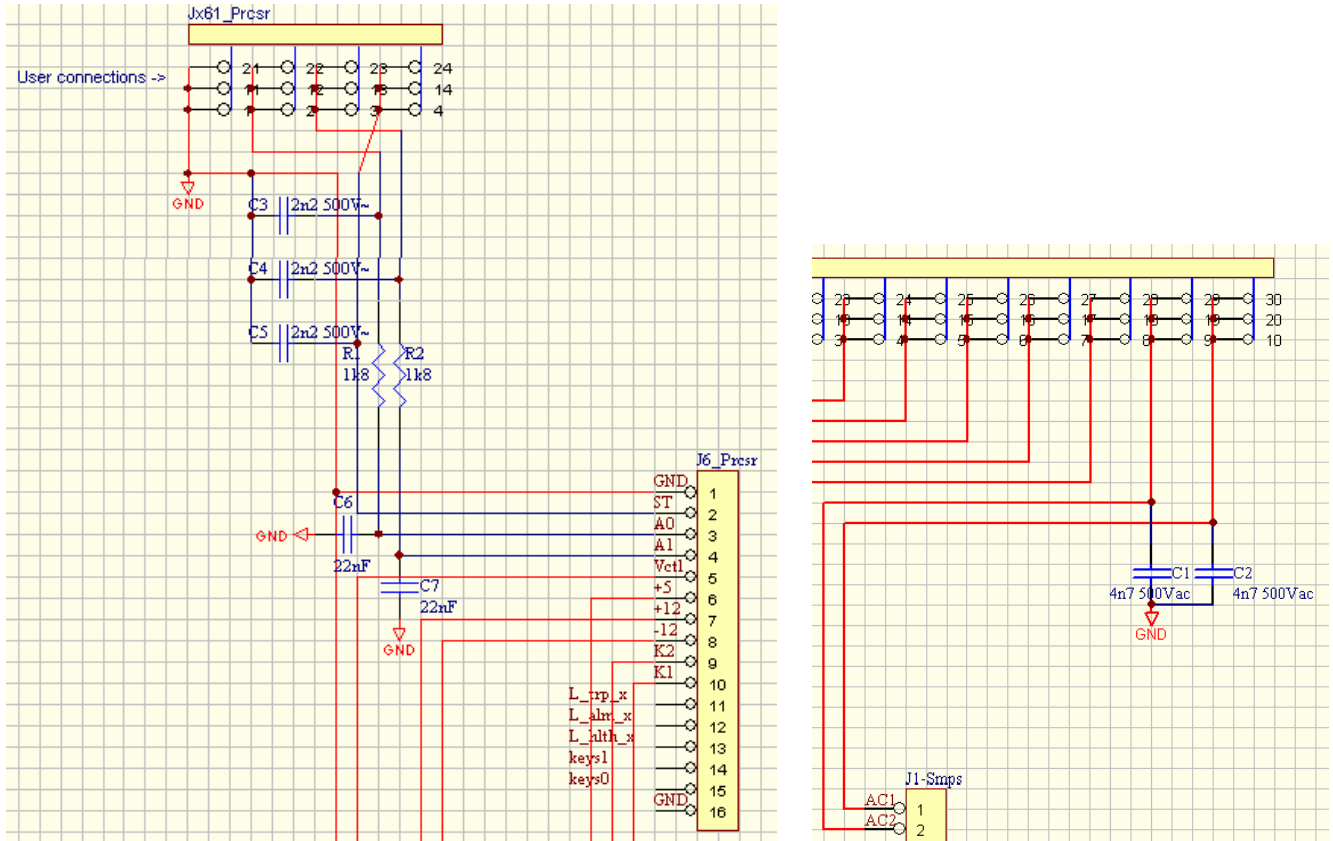 Jx61_Prcsr
User connections ->
21 22 23 24
11 12 13 14
1 2 3 4
GND
C3 2n2 500V~
C4 2n2 500V~
C5 2n2 500V~
R1 R2
1k8 1k8
J6_Prcsr
GND 1
ST 2
C6
GND
22nF
A0 3
A1 4
C7
22nF
GND
Vctl 5
+5 6
+12 7
-12 8
K2 9
K1 10
L_trp_x 11
L_alm_x 12
L_hlth_x 13
keys1 14
keys0 15
GND 16
23 24 25 26 27 28 29 30
13 14 15 16 17 18 19 20
3 4 5 6 7 8 9 10
C1 C2
4n7 500Vac 4n7 500Vac
GND
J1-Smps
AC1 1
AC2 2